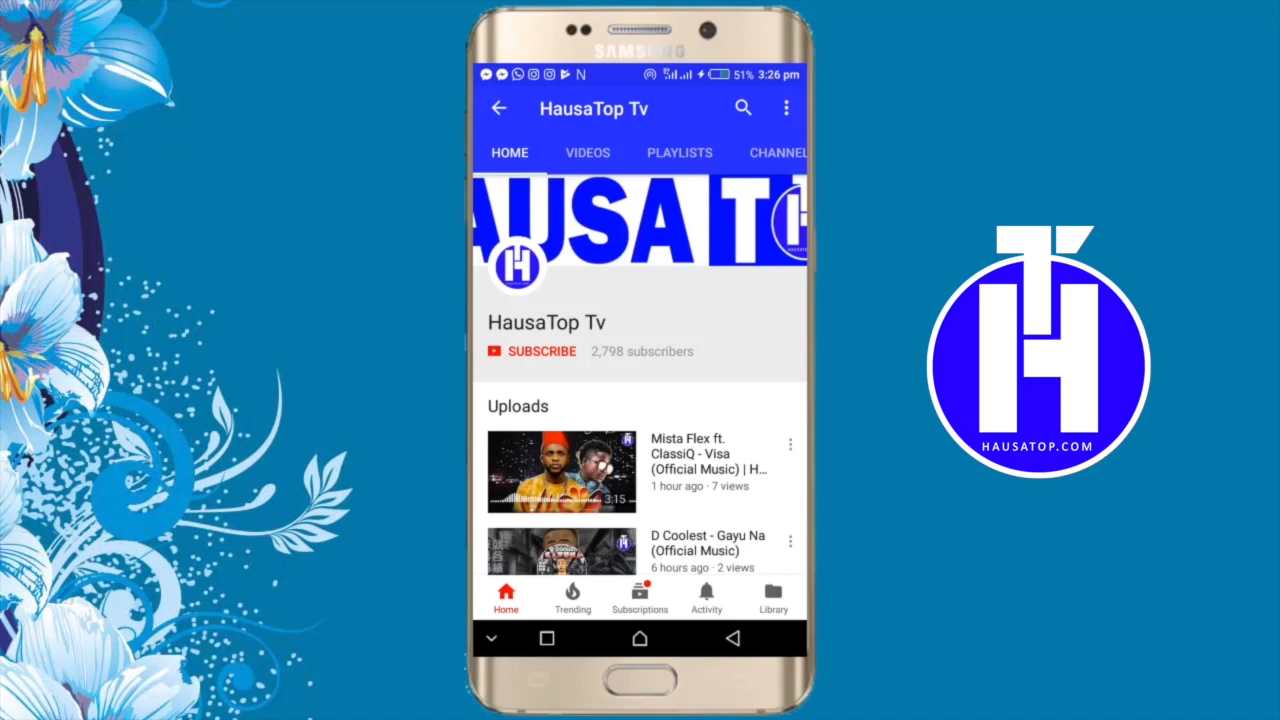 SAMSUNG
51% 3:26 pm
HausaTop Tv
HOME VIDEOS PLAYLISTS CHANNEL
AUSA T H
H
HausaTop Tv
SUBSCRIBE 2,798 subscribers
Uploads
Mista Flex ft.
ClassiQ - Visa
(Official Music) | H...
1 hour ago · 7 views
3:15
D Coolest - Gayu Na
(Official Music)
6 hours ago · 2 views
Home Trending Subscriptions Activity Library
TH
HAUSATOP.COM